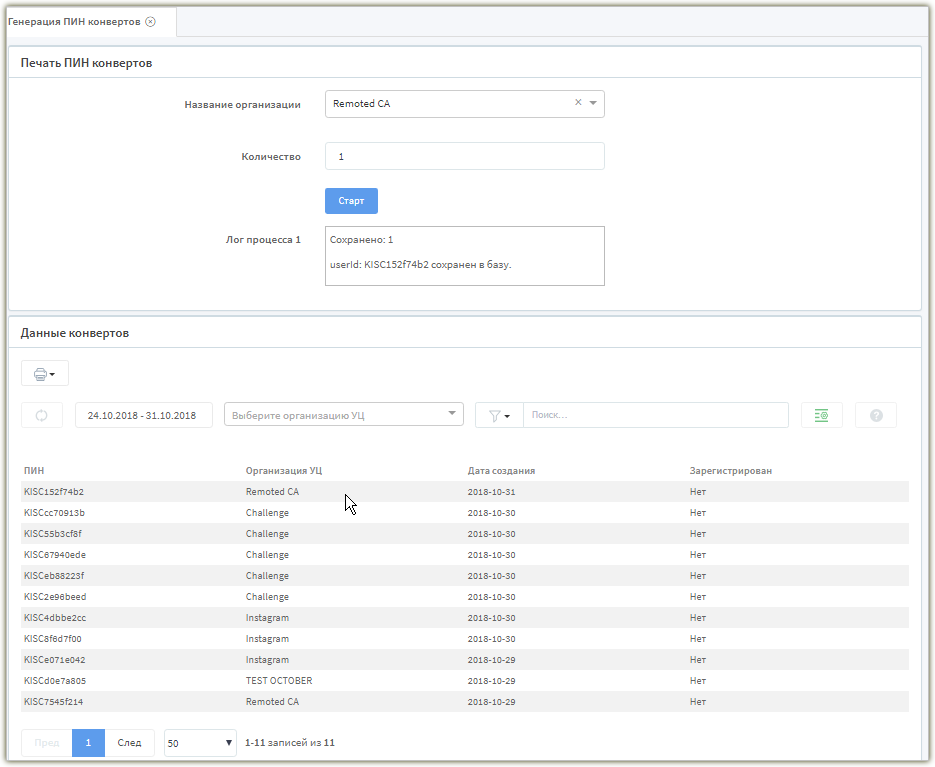 Генерация ПИН конвертов
Печать ПИН конвертов
Название организации Remoted CA
Количество 1
Старт
Лог процесса 1 Сохранено: 1
userId: KISC152f74b2 сохранен в базу.
Данные конвертов
24.10.2018 - 31.10.2018 Выберите организацию УЦ Поиск...
ПИН Организация УЦ Дата создания Зарегистрирован
KISC152f74b2 Remoted CA 2018-10-31 Нет
KISCcc70913b Challenge 2018-10-30 Нет
KISC55b3cf8f Challenge 2018-10-30 Нет
KISC67940ede Challenge 2018-10-30 Нет
KISCeb88223f Challenge 2018-10-30 Нет
KISC2e96beed Challenge 2018-10-30 Нет
KISC4dbbe2cc Instagram 2018-10-30 Нет
KISC8f6d7f00 Instagram 2018-10-30 Нет
KISCe071e042 Instagram 2018-10-29 Нет
KISCd0e7a805 TEST OCTOBER 2018-10-29 Нет
KISC7545f214 Remoted CA 2018-10-29 Нет
Пред 1 След 50 1-11 записей из 11